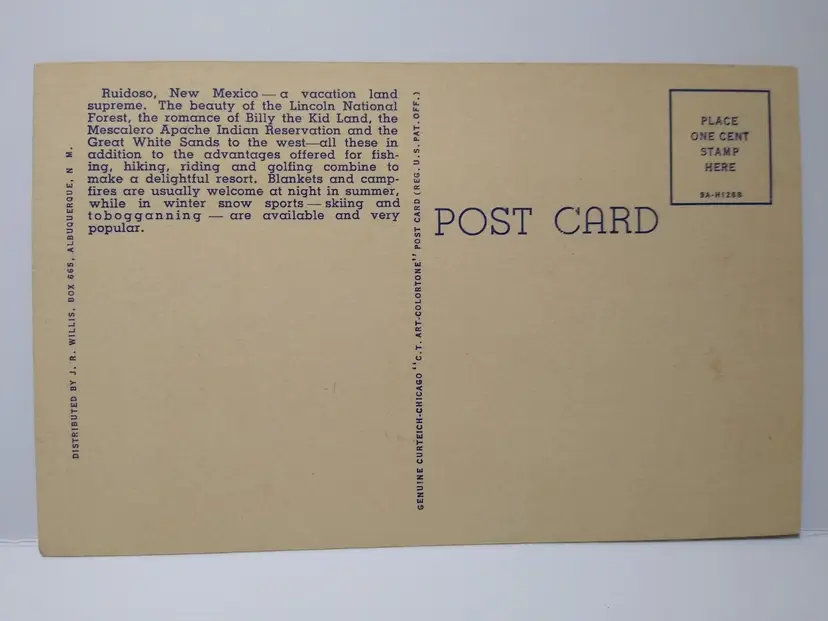 Ruidoso, New Mexico — a vacation land
supreme. The beauty of the Lincoln National
Forest, the romance of Billy the Kid Land, the
Mescalero Apache Indian Reservation and the
Great White Sands to the west—all these in
addition to the advantages offered for fish-
ing, hiking, riding and golfing combine to
make a delightful resort. Blankets and camp-
fires are usually welcome at night in summer,
while in winter snow sports — skiing and
tobogganning — are available and very
popular.
DISTRIBUTED BY J. R. WILLIS, BOX 665, ALBUQUERQUE, N M.
GENUINE CURTEICH-CHICAGO "C.T. ART-COLORTONE" POST CARD (REG. U.S. PAT. OFF.)
POST CARD
PLACE
ONE CENT
STAMP
HERE
9A-H1268